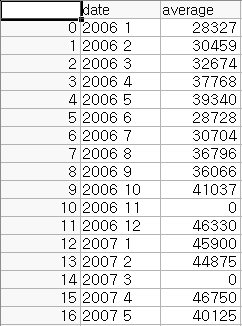 date average
0 2006 1 28327
1 2006 2 30459
2 2006 3 32674
3 2006 4 37768
4 2006 5 39340
5 2006 6 28728
6 2006 7 30704
7 2006 8 36796
8 2006 9 36066
9 2006 10 41037
10 2006 11 0
11 2006 12 46330
12 2007 1 45900
13 2007 2 44875
14 2007 3 0
15 2007 4 46750
16 2007 5 40125